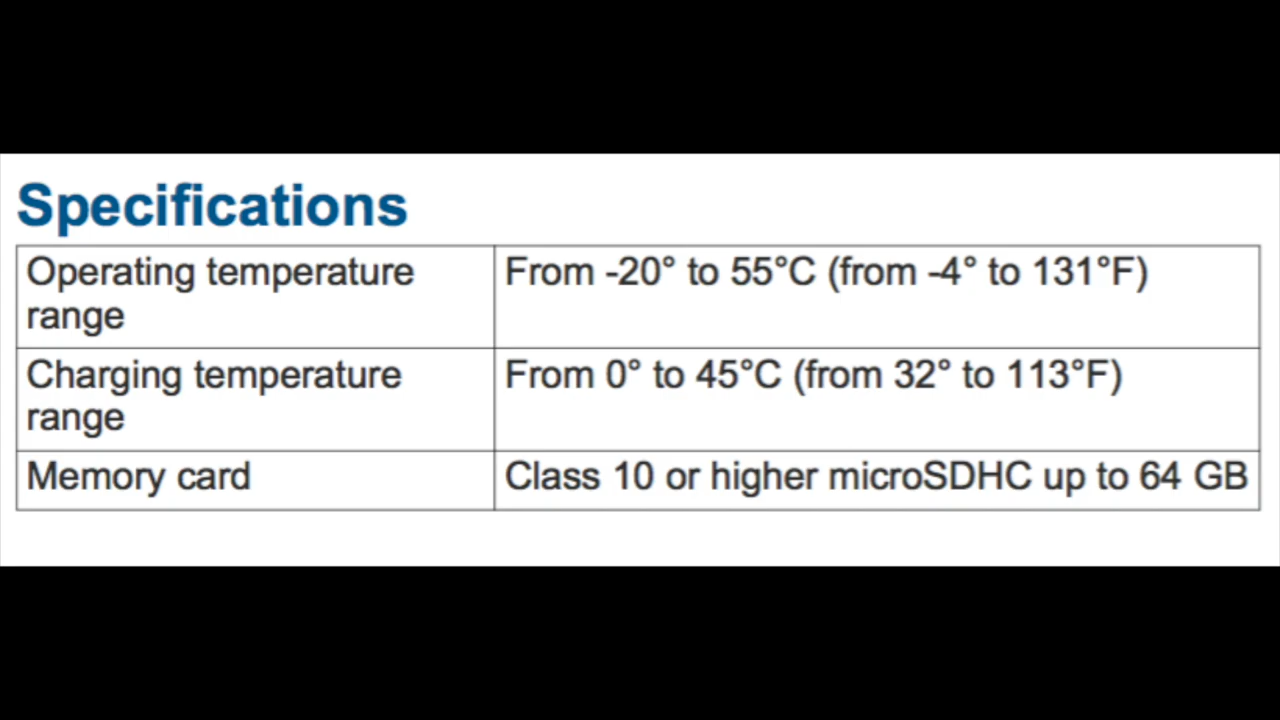 Specifications
Operating temperature
range
From -20° to 55°C (from -4° to 131°F)
Charging temperature
range
From 0° to 45°C (from 32° to 113°F)
Memory card
Class 10 or higher microSDHC up to 64 GB